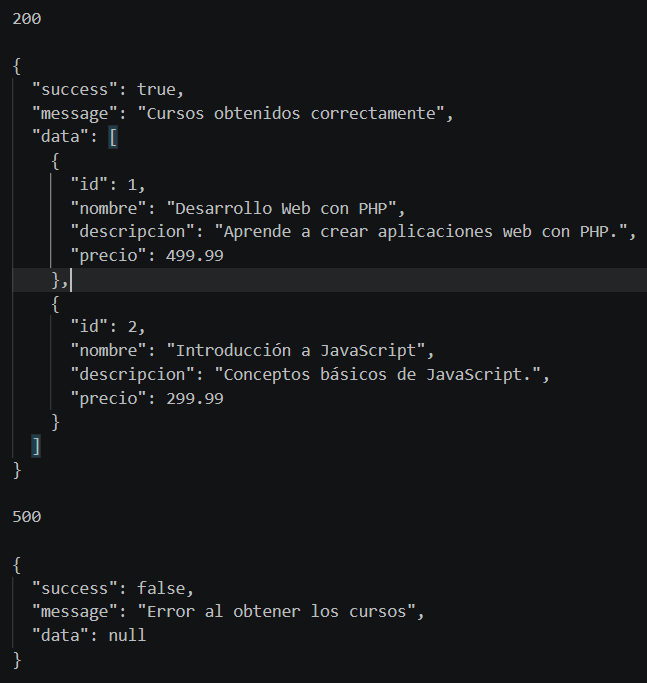 200
{
"success": true,
"message": "Cursos obtenidos correctamente",
"data": [
{
"id": 1,
"nombre": "Desarrollo Web con PHP",
"descripcion": "Aprende a crear aplicaciones web con PHP.",
"precio": 499.99
},
{
"id": 2,
"nombre": "Introducción a JavaScript",
"descripcion": "Conceptos básicos de JavaScript.",
"precio": 299.99
}
]
}
500
{
"success": false,
"message": "Error al obtener los cursos",
"data": null
}